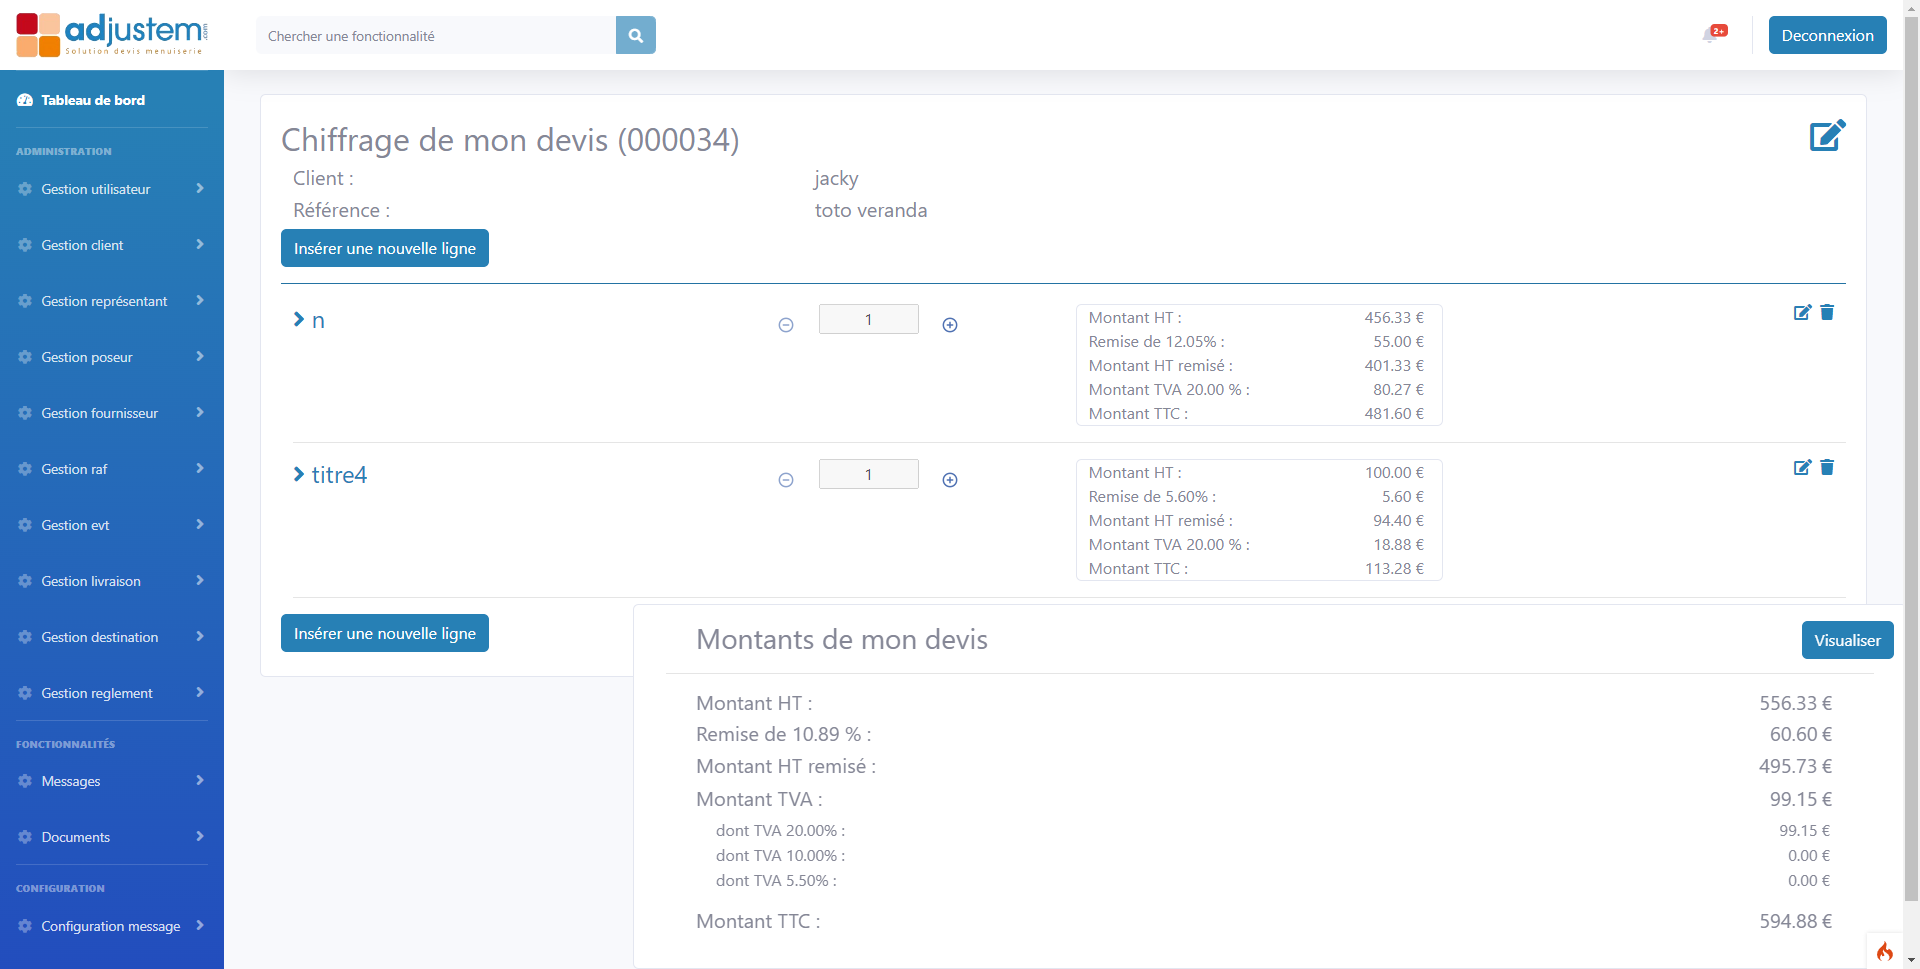 adjustem.com
Solution devis menuiserie
Chercher une fonctionnalité
2+
Deconnexion
Tableau de bord
ADMINISTRATION
Gestion utilisateur
Gestion client
Gestion représentant
Gestion poseur
Gestion fournisseur
Gestion raf
Gestion evt
Gestion livraison
Gestion destination
Gestion reglement
FONCTIONNALITÉS
Messages
Documents
CONFIGURATION
Configuration message
Chiffrage de mon devis (000034)
Client : jacky
Référence : toto veranda
Insérer une nouvelle ligne
n 1
Montant HT : 456.33 €
Remise de 12.05% : 55.00 €
Montant HT remisé : 401.33 €
Montant TVA 20.00 % : 80.27 €
Montant TTC : 481.60 €
titre4 1
Montant HT : 100.00 €
Remise de 5.60% : 5.60 €
Montant HT remisé : 94.40 €
Montant TVA 20.00 % : 18.88 €
Montant TTC : 113.28 €
Insérer une nouvelle ligne
Montants de mon devis
Visualiser
Montant HT : 556.33 €
Remise de 10.89 % : 60.60 €
Montant HT remisé : 495.73 €
Montant TVA : 99.15 €
dont TVA 20.00% : 99.15 €
dont TVA 10.00% : 0.00 €
dont TVA 5.50% : 0.00 €
Montant TTC : 594.88 €